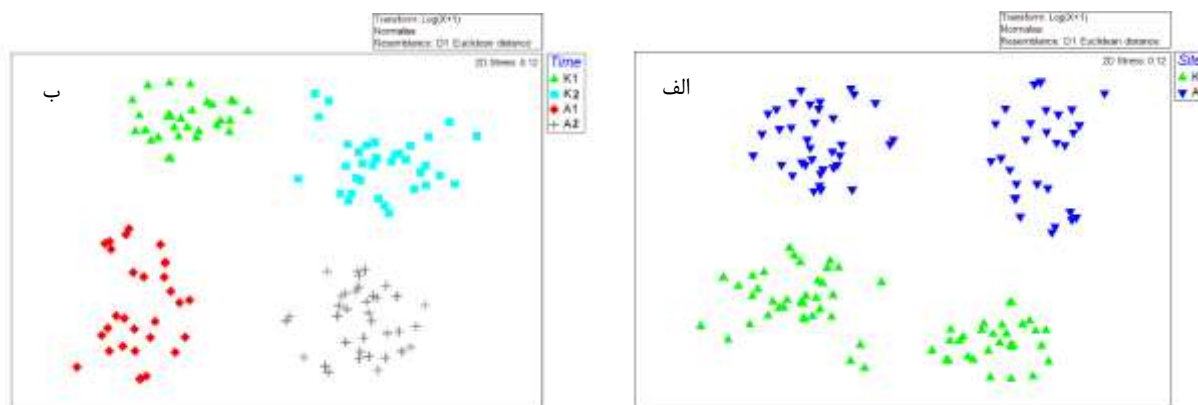 Transform: Log(X+1)
Normalise
Resemblance: D1 Euclidean distance
2D Stress: 0.12
Time
K1
K2
A1
A2
ب
Transform: Log(X+1)
Normalise
Resemblance: D1 Euclidean distance
2D Stress: 0.12
Site
K
A
الف